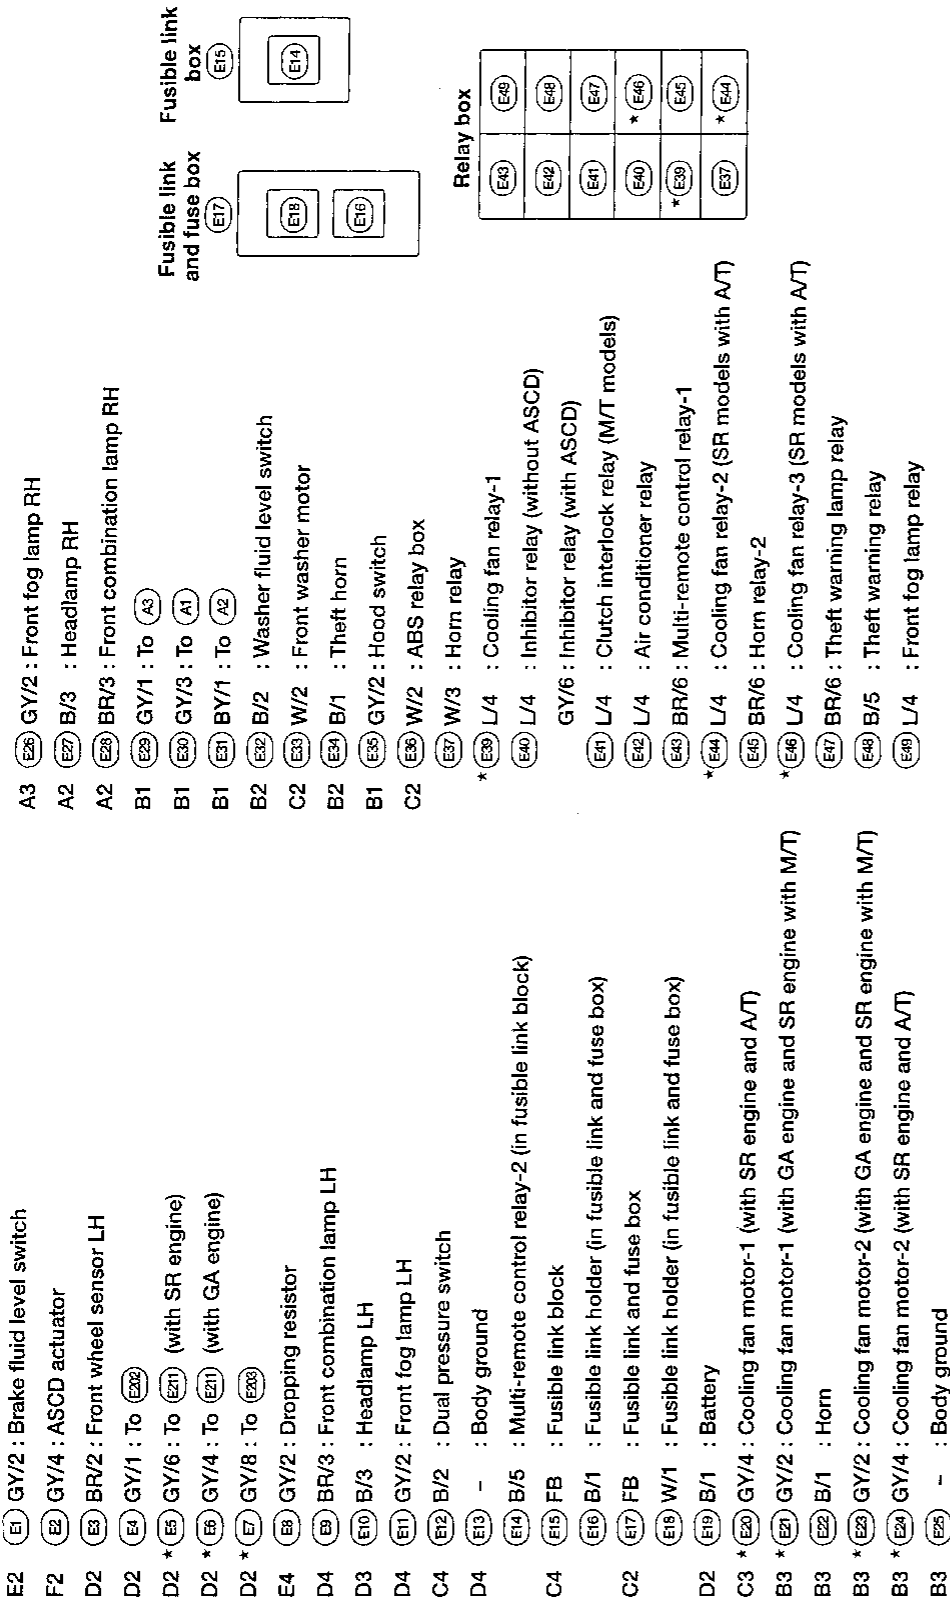 E2 E1 GY/2 : Brake fluid level switch
F2 E2 GY/4 : ASCD actuator
D2 E3 BR/2 : Front wheel sensor LH
D2 E4 GY/1 : To E202
D2 * E5 GY/6 : To E211 (with SR engine)
D2 * E6 GY/4 : To E211 (with GA engine)
D2 * E7 GY/8 : To E203
E4 E8 GY/2 : Dropping resistor
D4 E9 BR/3 : Front combination lamp LH
D3 E10 B/3 : Headlamp LH
D4 E11 GY/2 : Front fog lamp LH
C4 E12 B/2 : Dual pressure switch
D4 E13 – : Body ground
E14 B/5 : Multi-remote control relay-2 (in fusible link block)
C4 E15 FB : Fusible link block
E16 B/1 : Fusible link holder (in fusible link and fuse box)
C2 E17 FB : Fusible link and fuse box
E18 W/1 : Fusible link holder (in fusible link and fuse box)
D2 E19 B/1 : Battery
C3 * E20 GY/4 : Cooling fan motor-1 (with SR engine and A/T)
B3 * E21 GY/2 : Cooling fan motor-1 (with GA engine and SR engine with M/T)
B3 E22 B/1 : Horn
B3 * E23 GY/2 : Cooling fan motor-2 (with GA engine and SR engine with M/T)
B3 * E24 GY/4 : Cooling fan motor-2 (with SR engine and A/T)
B3 E25 – : Body ground
A3 E26 GY/2 : Front fog lamp RH
A2 E27 B/3 : Headlamp RH
A2 E28 BR/3 : Front combination lamp RH
B1 E29 GY/1 : To A3
B1 E30 GY/3 : To A1
B1 E31 BY/1 : To A2
B2 E32 B/2 : Washer fluid level switch
C2 E33 W/2 : Front washer motor
B2 E34 B/1 : Theft horn
B1 E35 GY/2 : Hood switch
C2 E36 W/2 : ABS relay box
E37 W/3 : Horn relay
* E39 L/4 : Cooling fan relay-1
E40 L/4 : Inhibitor relay (without ASCD)
GY/6 : Inhibitor relay (with ASCD)
E41 L/4 : Clutch interlock relay (M/T models)
E42 L/4 : Air conditioner relay
E43 BR/6 : Multi-remote control relay-1
* E44 L/4 : Cooling fan relay-2 (SR models with A/T)
E45 BR/6 : Horn relay-2
* E46 L/4 : Cooling fan relay-3 (SR models with A/T)
E47 BR/6 : Theft warning lamp relay
E48 B/5 : Theft warning relay
E49 L/4 : Front fog lamp relay
Fusible link
and fuse box
E17
E18
E16
Fusible link
box
E15
E14
Relay box
E43 E49
E42 E48
E41 E47
E40 * E46
* E39 E45
E37 * E44